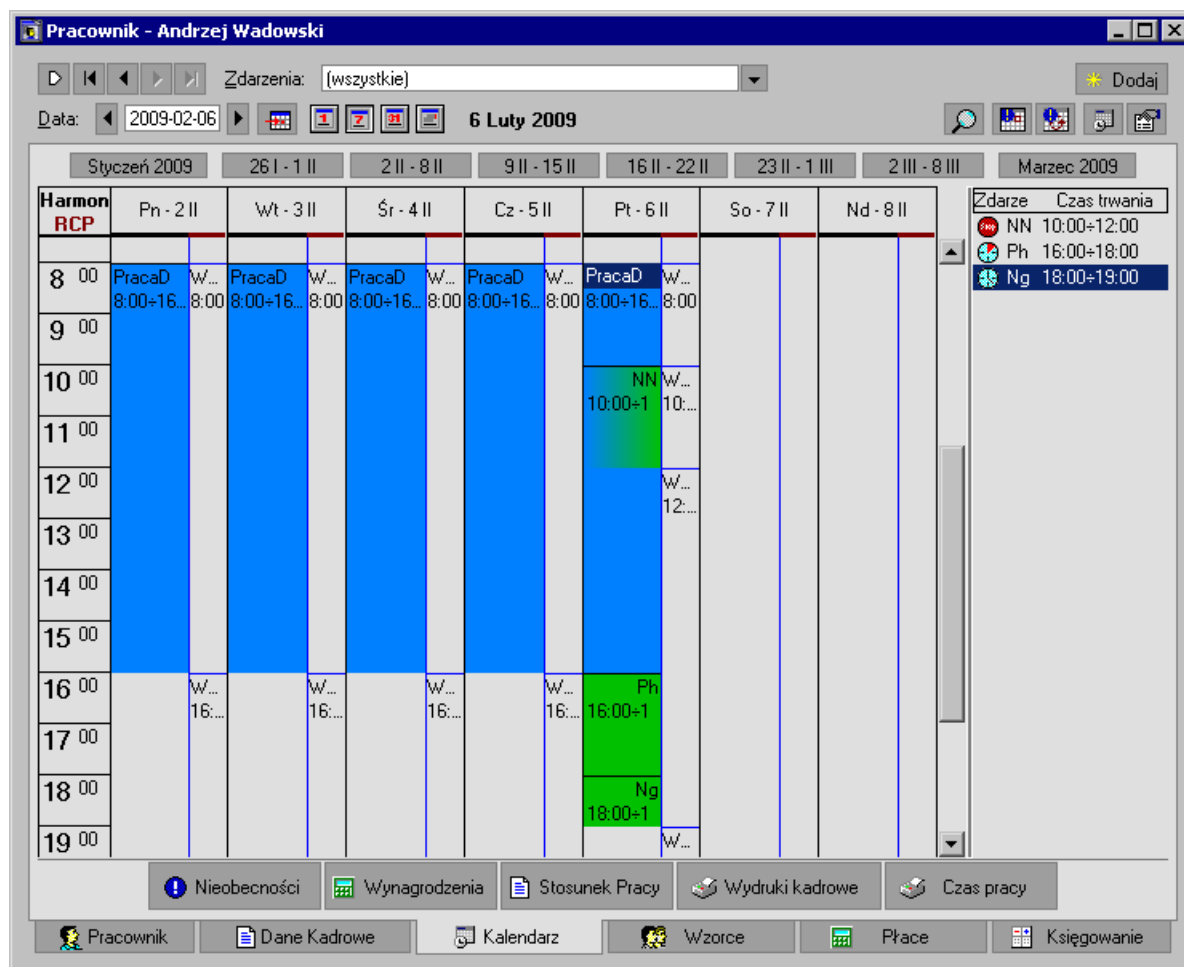 Pracownik - Andrzej Wadowski
Zdarzenia: (wszystkie) Dodaj
Data: 2009-02-06 1 7 31 6 Luty 2009
Styczeń 2009 26 I - 1 II 2 II - 8 II 9 II - 15 II 16 II - 22 II 23 II - 1 III 2 III - 8 III Marzec 2009
Harmon RCP Pn - 2 II Wt - 3 II Śr - 4 II Cz - 5 II Pt - 6 II So - 7 II Nd - 8 II
Zdarze Czas trwania
NN 10:00÷12:00
Ph 16:00÷18:00
Ng 18:00÷19:00
8 00 PracaD W... PracaD W... PracaD W... PracaD W... PracaD W...
8:00÷16... 8:00 8:00÷16... 8:00 8:00÷16... 8:00 8:00÷16... 8:00 8:00÷16... 8:00
9 00
10 00 NN W...
10:00÷1 10:...
11 00
12 00 W...
12:...
13 00
14 00
15 00
16 00 W... W... W... W... Ph
16:... 16:... 16:... 16:... 16:00÷1
17 00
18 00 Ng
18:00÷1
19 00 W...
Nieobecności Wynagrodzenia Stosunek Pracy Wydruki kadrowe Czas pracy
Pracownik Dane Kadrowe Kalendarz Wzorce Płace Księgowanie